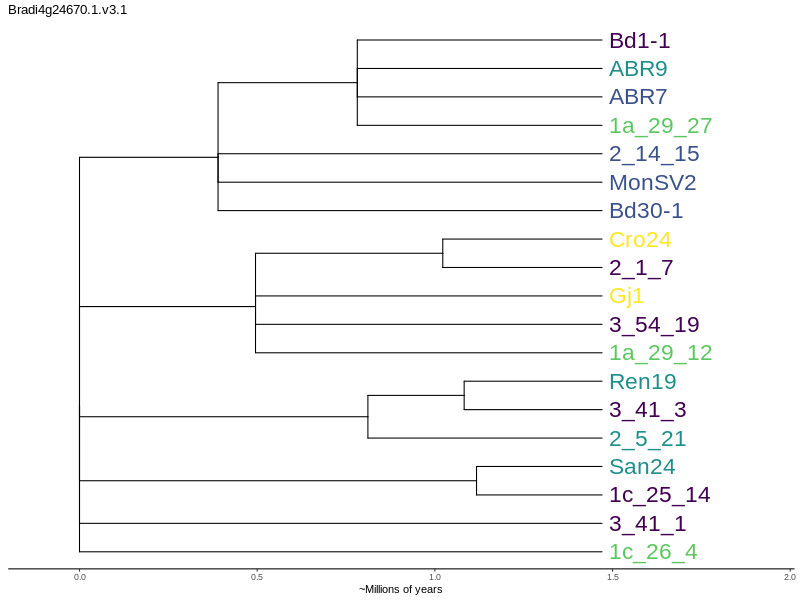 Bradi4g24670.1.v3.1
Bd1-1
ABR9
ABR7
1a_29_27
2_14_15
MonSV2
Bd30-1
Cro24
2_1_7
Gj1
3_54_19
1a_29_12
Ren19
3_41_3
2_5_21
San24
1c_25_14
3_41_1
1c_26_4
0.0 0.5 1.0 1.5 2.0
~Millions of years